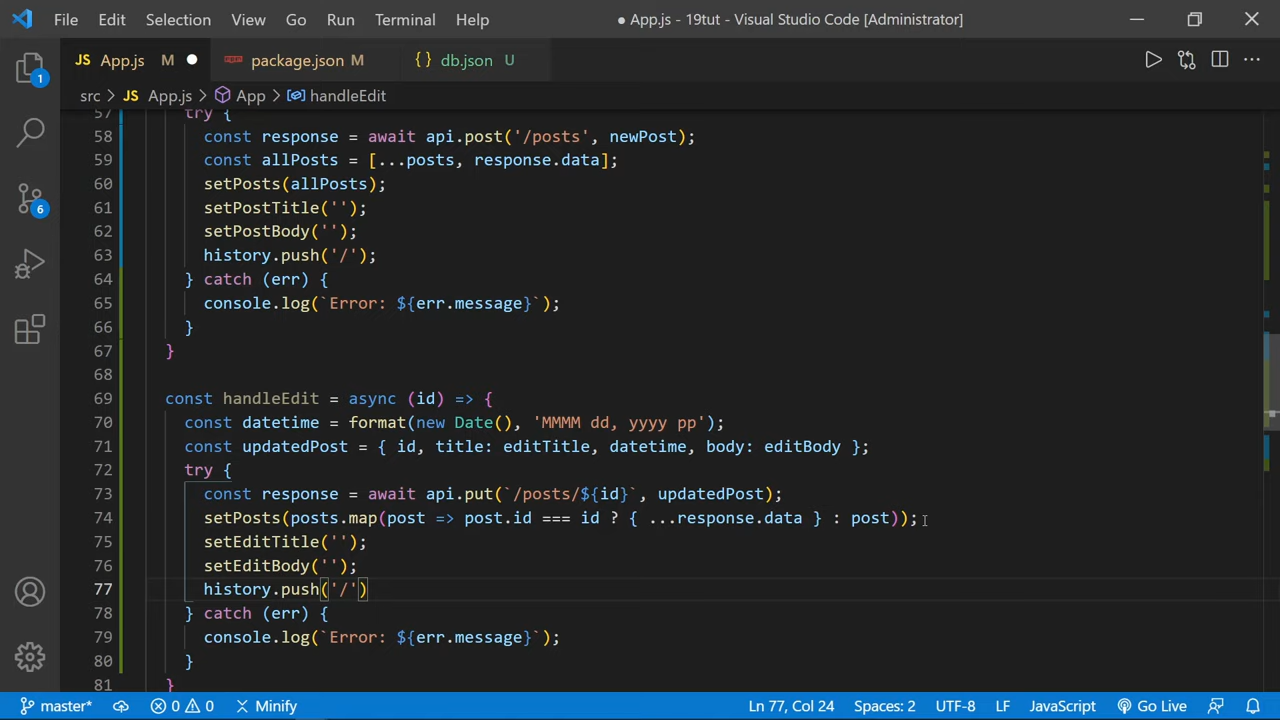 File Edit Selection View Go Run Terminal Help ● App.js - 19tut - Visual Studio Code [Administrator]
JS App.js M ● package.json M {} db.json U
src > JS App.js > App > handleEdit
57 try {
58 const response = await api.post('/posts', newPost);
59 const allPosts = [...posts, response.data];
60 setPosts(allPosts);
61 setPostTitle('');
62 setPostBody('');
63 history.push('/');
64 } catch (err) {
65 console.log(`Error: ${err.message}`);
66 }
67 }
68
69 const handleEdit = async (id) => {
70 const datetime = format(new Date(), 'MMMM dd, yyyy pp');
71 const updatedPost = { id, title: editTitle, datetime, body: editBody };
72 try {
73 const response = await api.put(`/posts/${id}`, updatedPost);
74 setPosts(posts.map(post => post.id === id ? { ...response.data } : post));
75 setEditTitle('');
76 setEditBody('');
77 history.push('/')
78 } catch (err) {
79 console.log(`Error: ${err.message}`);
80 }
81 }
1
6
master* 0 0 Minify Ln 77, Col 24 Spaces: 2 UTF-8 LF JavaScript Go Live